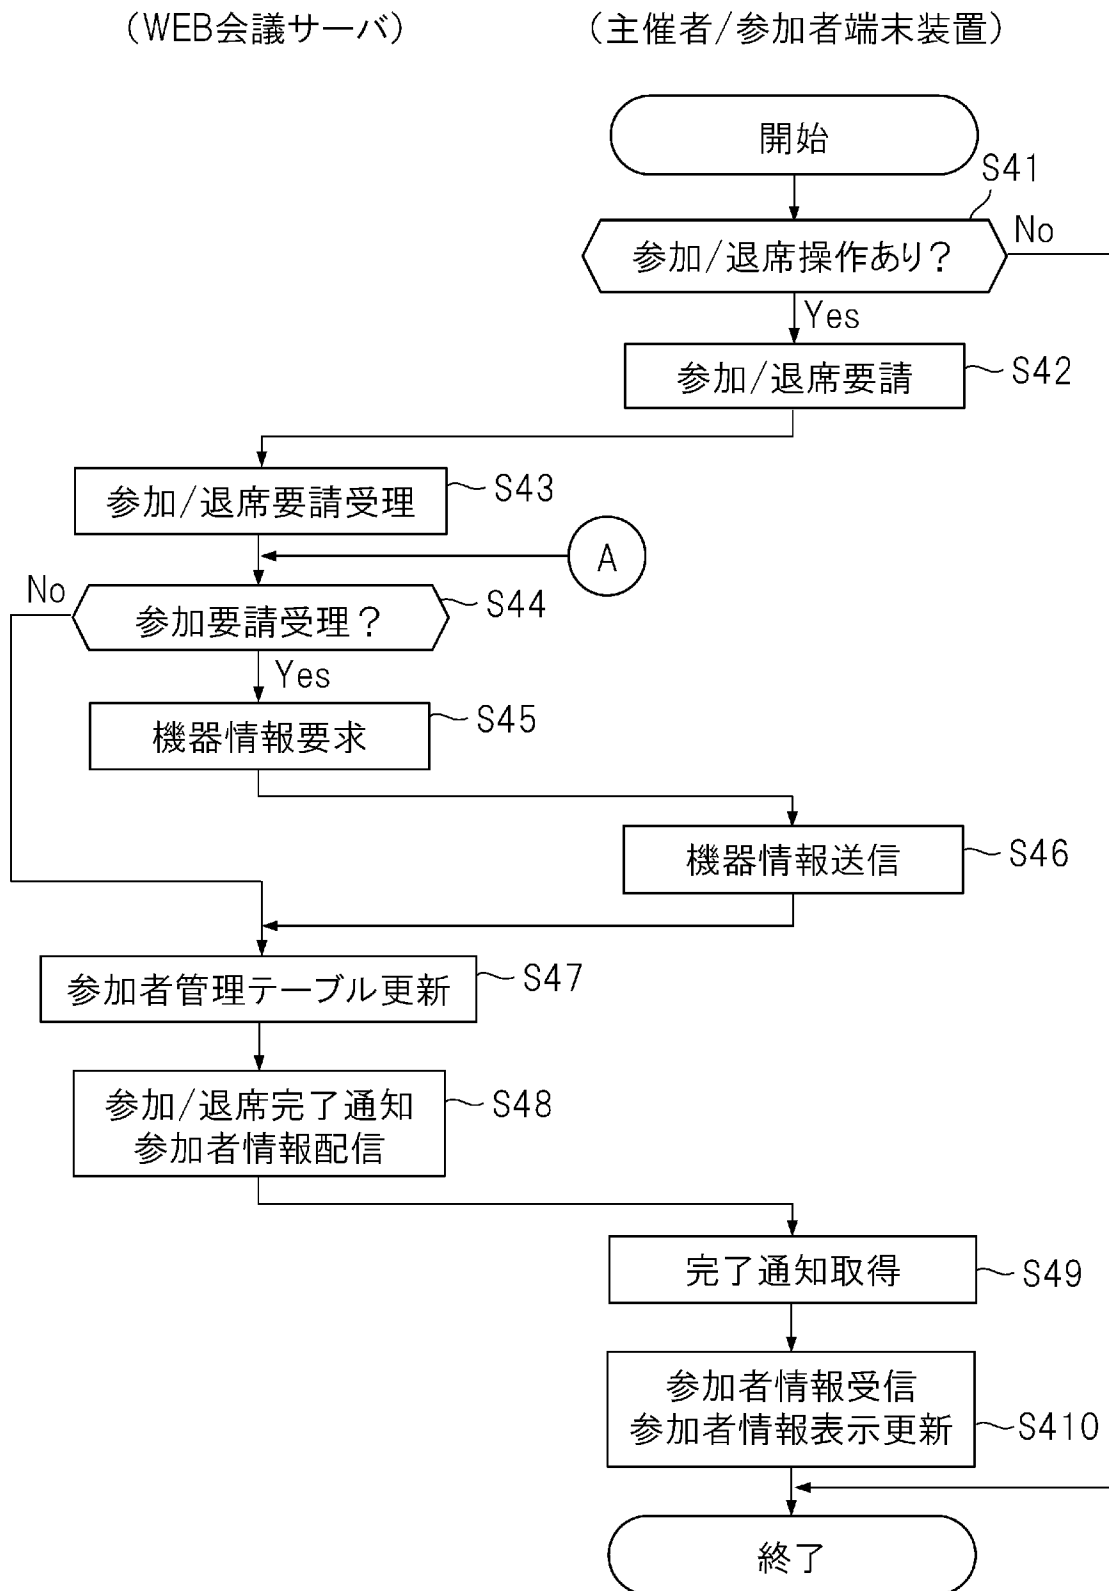 (WEB会議サーバ)
(主催者/参加者端末装置)
開始
S41
参加/退席操作あり?
No
Yes
参加/退席要請
S42
参加/退席要請受理
S43
A
No
参加要請受理?
S44
Yes
機器情報要求
S45
機器情報送信
S46
参加者管理テーブル更新
S47
参加/退席完了通知
参加者情報配信
S48
完了通知取得
S49
参加者情報受信
参加者情報表示更新
S410
終了